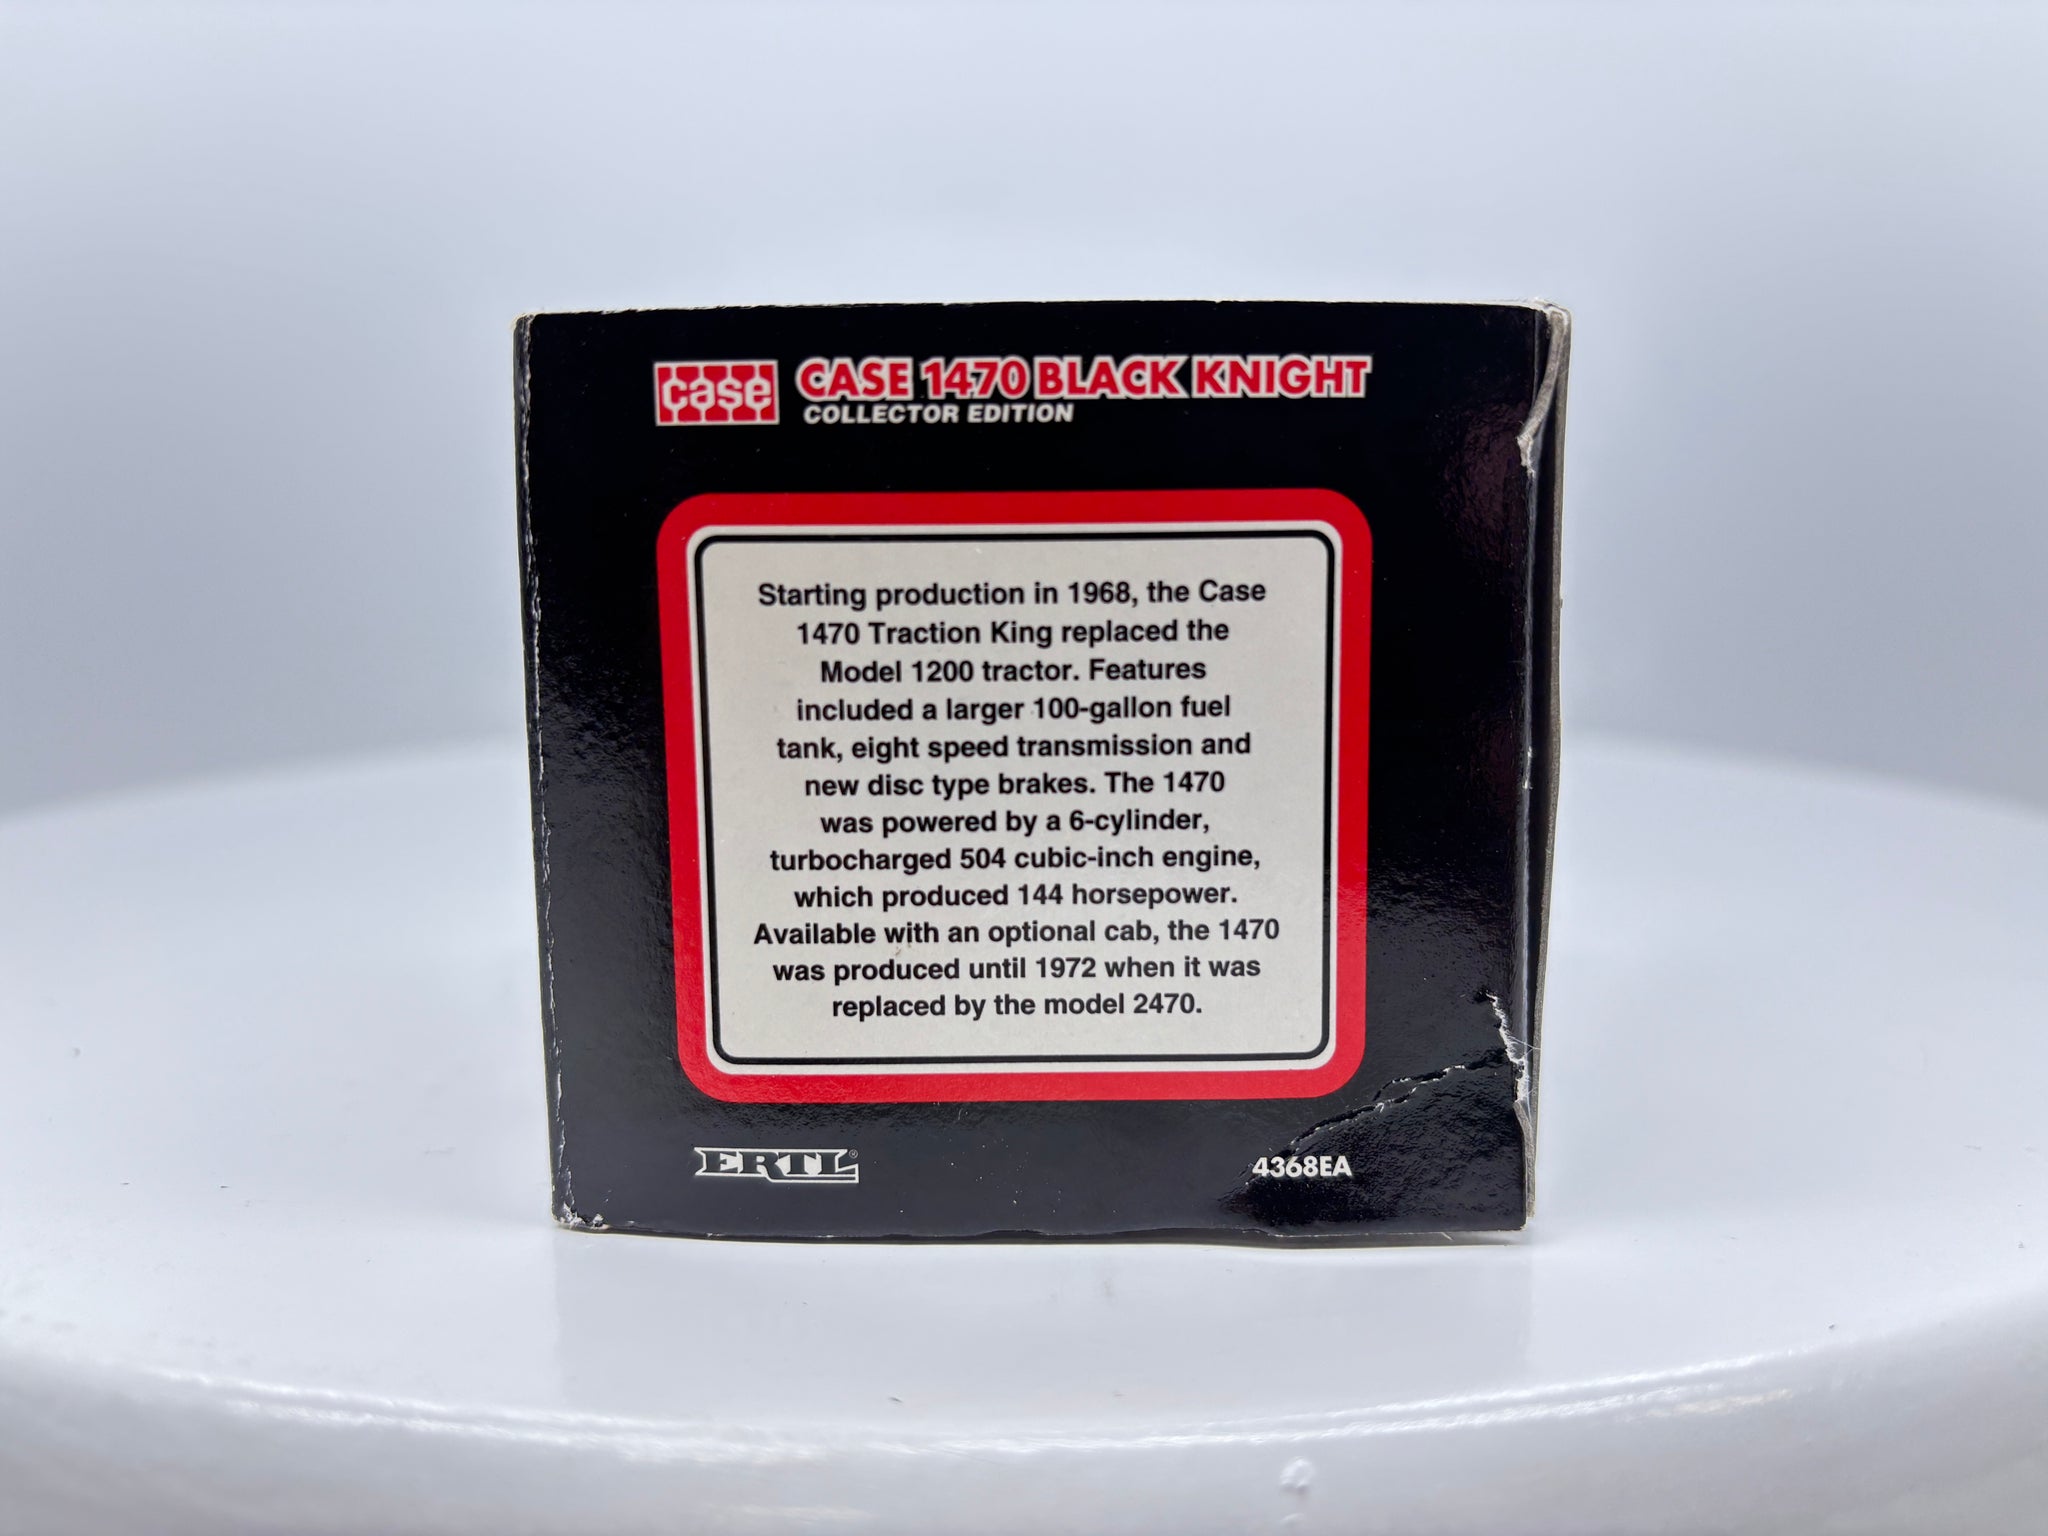 case
CASE 1470 BLACK KNIGHT
COLLECTOR EDITION
Starting production in 1968, the Case
1470 Traction King replaced the
Model 1200 tractor. Features
included a larger 100-gallon fuel
tank, eight speed transmission and
new disc type brakes. The 1470
was powered by a 6-cylinder,
turbocharged 504 cubic-inch engine,
which produced 144 horsepower.
Available with an optional cab, the 1470
was produced until 1972 when it was
replaced by the model 2470.
ERTL®
4368EA